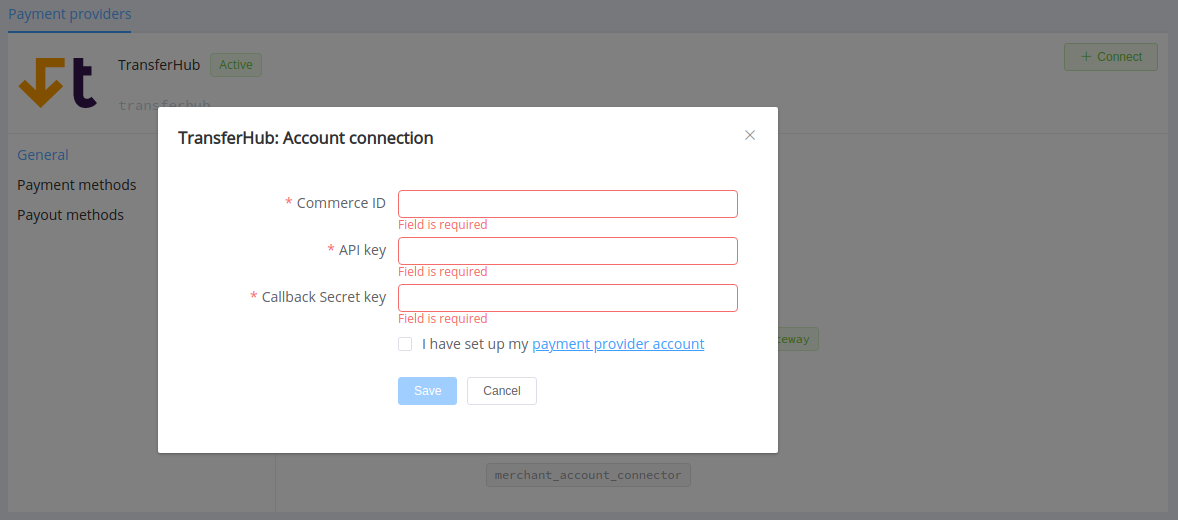 Payment providers
TransferHub
Active
+ Connect
transferhub
TransferHub: Account connection
General
Payment methods
Payout methods
* Commerce ID
Field is required
* API key
Field is required
* Callback Secret key
Field is required
I have set up my payment provider account
Save
Cancel
merchant_account_connector